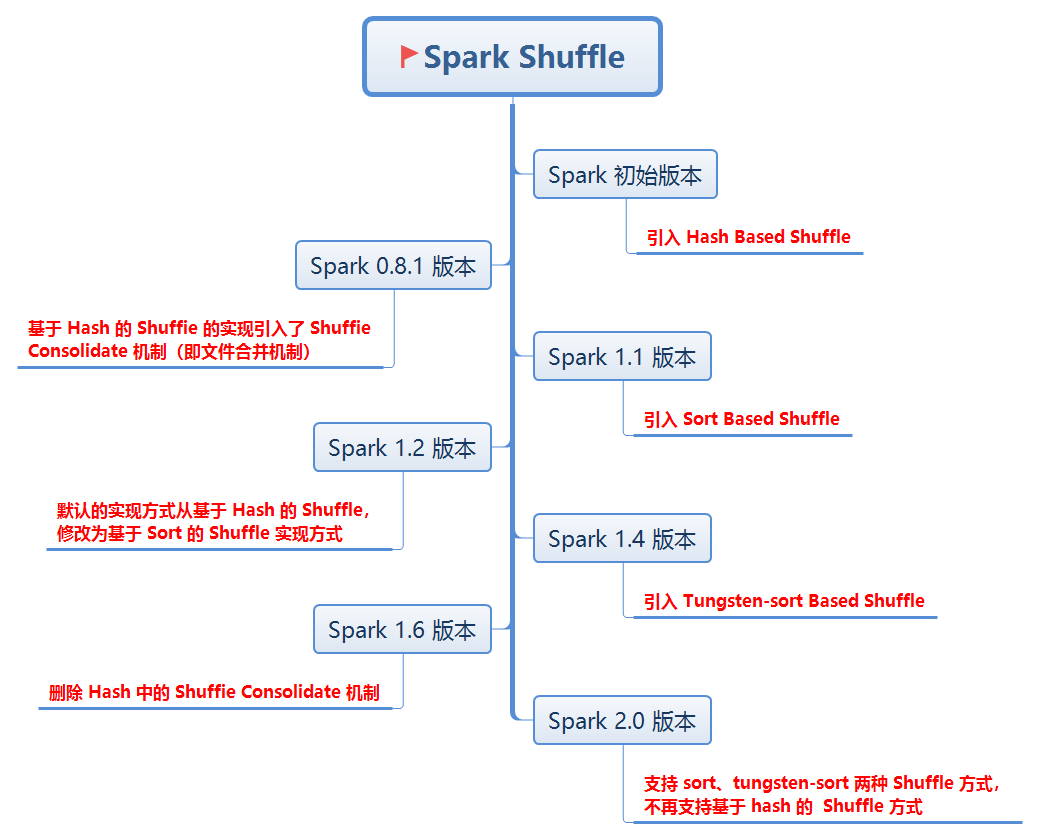 Spark Shuffle
Spark 初始版本
引入 Hash Based Shuffle
Spark 0.8.1 版本
基于 Hash 的 Shuffie 的实现引入了 Shuffie
Consolidate 机制（即文件合并机制）
Spark 1.1 版本
引入 Sort Based Shuffle
Spark 1.2 版本
默认的实现方式从基于 Hash 的 Shuffle，
修改为基于 Sort 的 Shuffle 实现方式
Spark 1.4 版本
引入 Tungsten-sort Based Shuffle
Spark 1.6 版本
删除 Hash 中的 Shuffie Consolidate 机制
Spark 2.0 版本
支持 sort、tungsten-sort 两种 Shuffle 方式，
不再支持基于 hash 的  Shuffle 方式